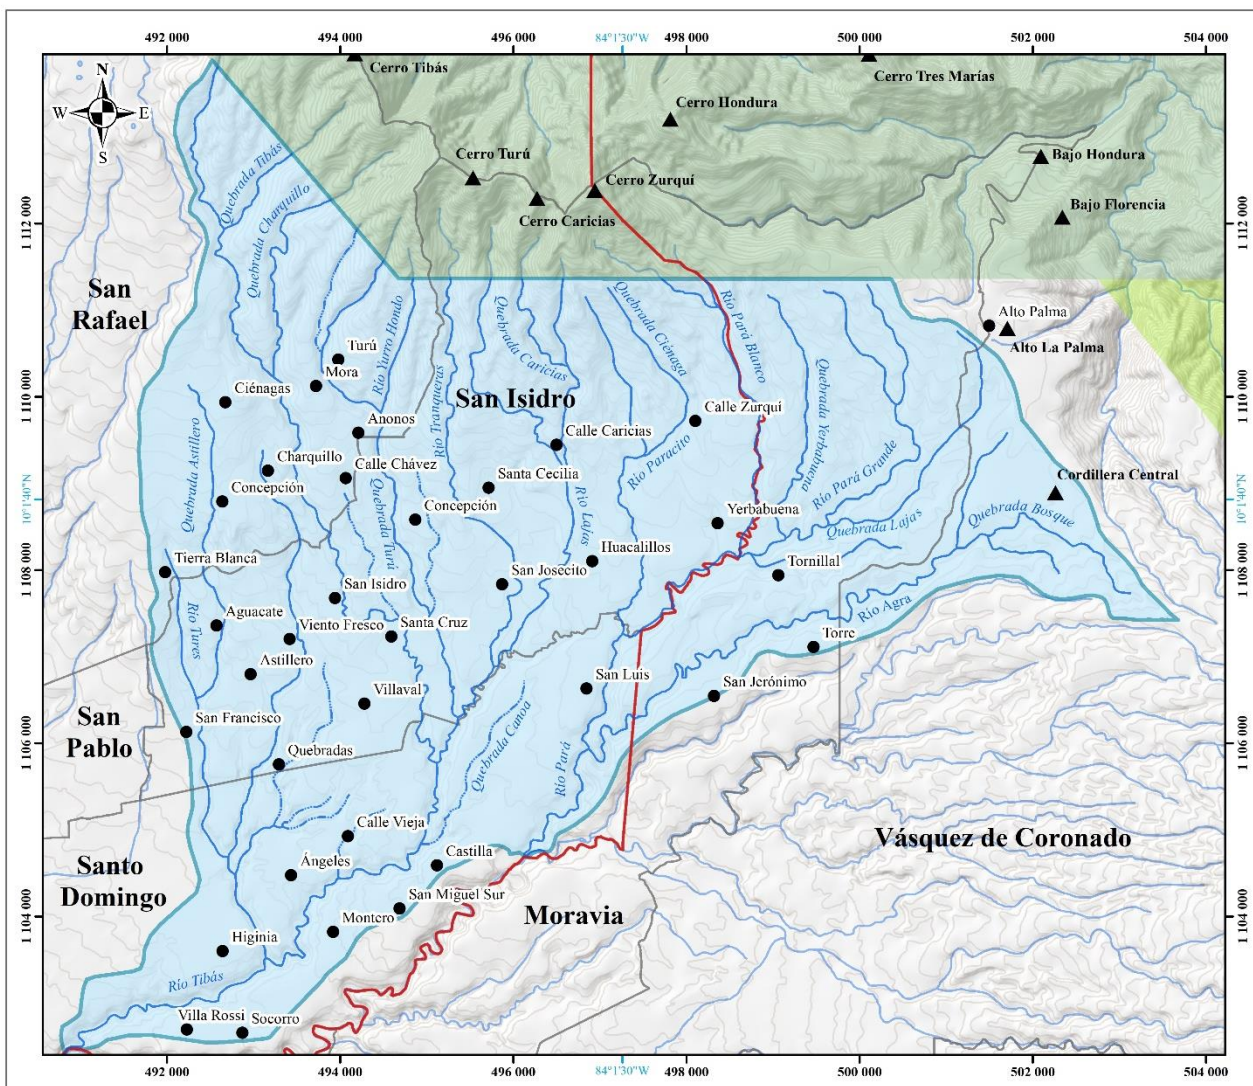 492 000
494 000
496 000
84°1'30"W
498 000
500 000
502 000
504 000
N
W
E
S
Cerro Tibás
Cerro Tres Marías
Cerro Hondura
Cerro Turú
Bajo Hondura
Cerro Zurquí
Quebrada Tibás
Cerro Caricias
Bajo Florencia
1 112 000
1 112 000
Quebrada Charquillo
San
Rafael
Río Pará Blanco
Quebrada Ciénaga
Río Yurro Hondo
Quebrada Caricias
Alto Palma
Alto La Palma
Turú
Mora
Ciénagas
Río Tranqueras
San Isidro
1 110 000
1 110 000
Calle Zurquí
Quebrada Yerbabuena
Anonos
Calle Caricias
Quebrada Astillero
Charquillo
Calle Chávez
Santa Cecilia
Río Paracito
Río Pará Grande
Cordillera Central
10°1'40"N
10°1'40"N
Concepción
Concepción
Quebrada Turú
Río Lajas
Yerbabuena
Quebrada Lajas
Quebrada Bosque
Tierra Blanca
Huacalillos
Tornillal
1 108 000
1 108 000
San Josecito
San Isidro
Río Agra
Aguacate
Viento Fresco
Santa Cruz
Río Tures
Torre
Astillero
San Luis
San Jerónimo
Villaval
San
Pablo
San Francisco
Quebrada Canoa
1 106 000
1 106 000
Quebradas
Río Pará
Calle Vieja
Vásquez de Coronado
Castilla
Ángeles
Santo
Domingo
San Miguel Sur
Moravia
1 104 000
1 104 000
Montero
Higinia
Río Tibás
Villa Rossi
Socorro
492 000
494 000
496 000
84°1'30"W
498 000
500 000
502 000
504 000